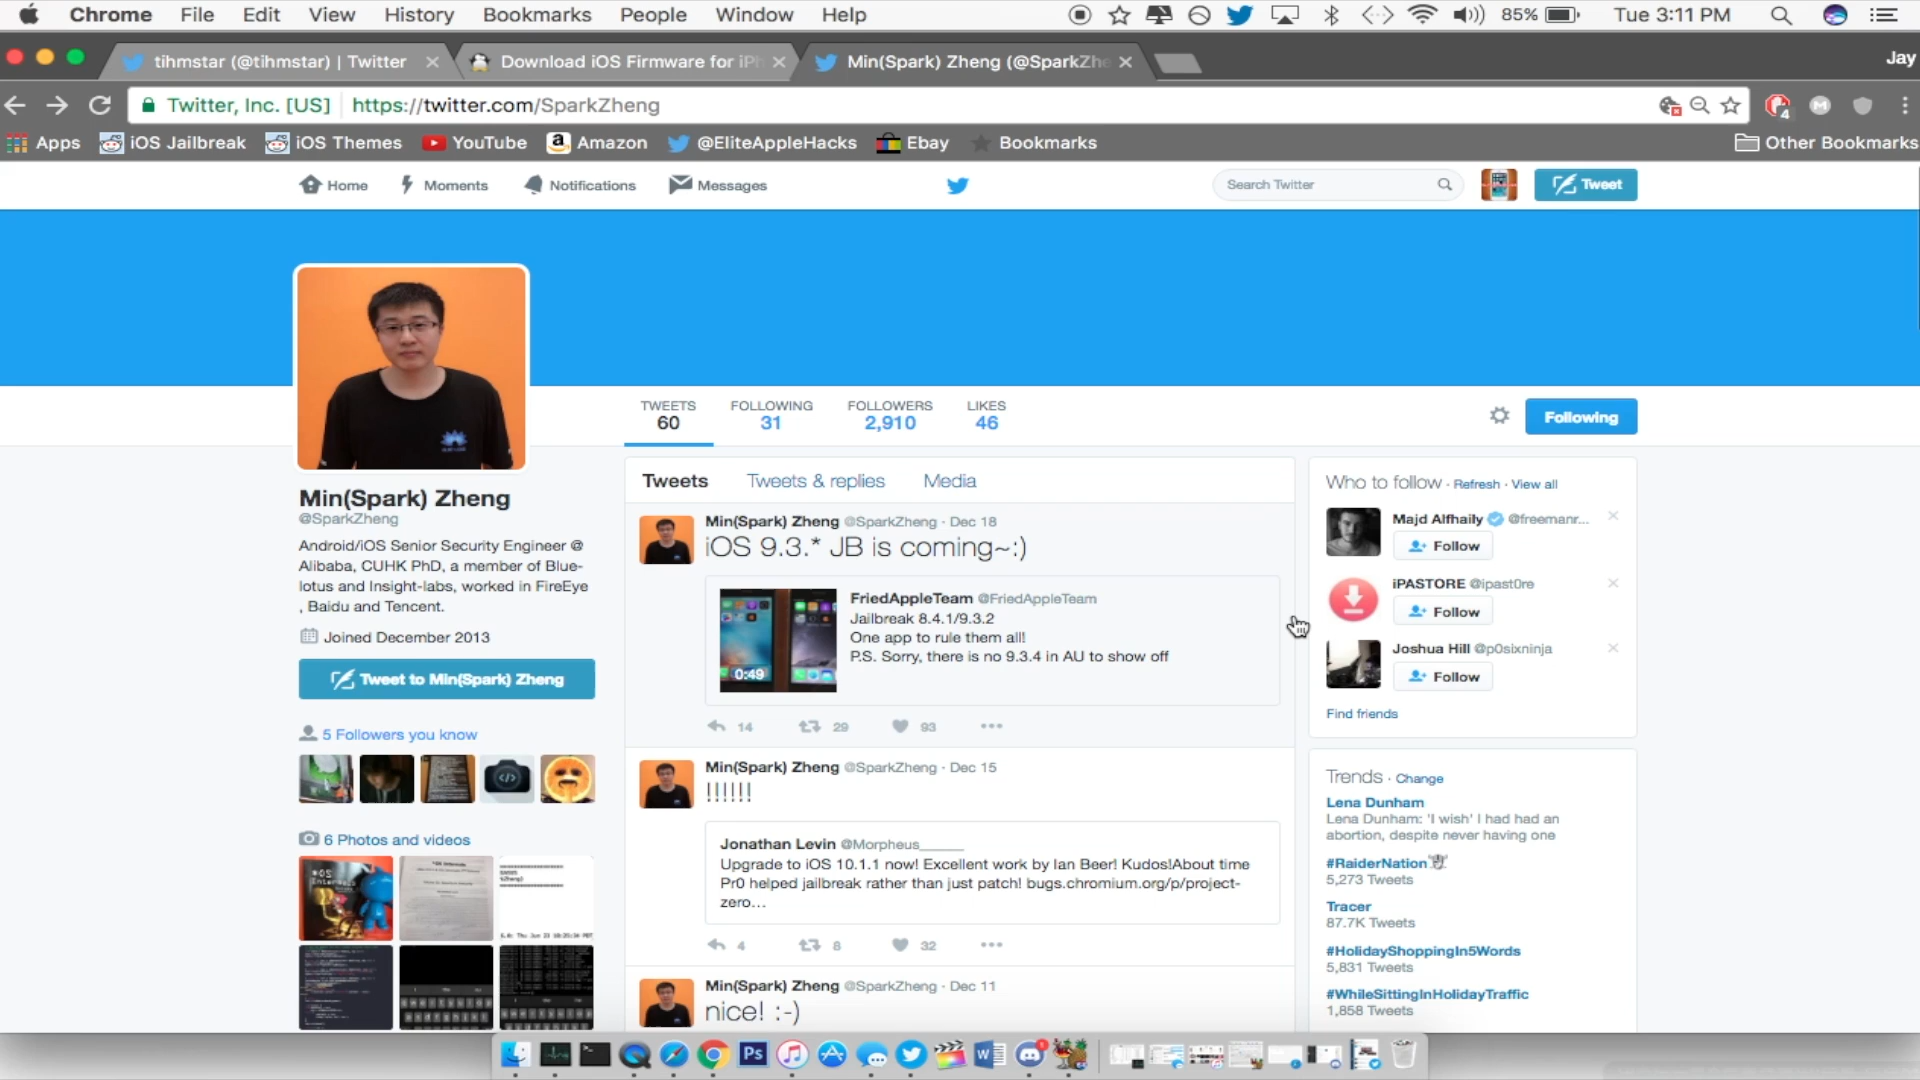 Chrome File Edit View History Bookmarks People Window Help 85% Tue 3:11 PM
tihmstar (@tihmstar) | Twitter Download iOS Firmware for iPh Min(Spark) Zheng (@SparkZhe Jay
Twitter, Inc. [US] https://twitter.com/SparkZheng 4
Apps iOS Jailbreak iOS Themes YouTube Amazon @EliteAppleHacks Ebay Bookmarks Other Bookmarks
Home Moments Notifications Messages Search Twitter Tweet
TWEETS FOLLOWING FOLLOWERS LIKES
60 31 2,910 46
Following
Min(Spark) Zheng
@SparkZheng
Android/iOS Senior Security Engineer @
Alibaba, CUHK PhD, a member of Blue-
lotus and Insight-labs, worked in FireEye
, Baidu and Tencent.
Joined December 2013
Tweet to Min(Spark) Zheng
5 Followers you know
6 Photos and videos
Tweets Tweets & replies Media
Min(Spark) Zheng @SparkZheng · Dec 18
iOS 9.3.* JB is coming~:)
FriedAppleTeam @FriedAppleTeam
Jailbreak 8.4.1/9.3.2
One app to rule them all!
P.S. Sorry, there is no 9.3.4 in AU to show off
0:49
14 29 93
Min(Spark) Zheng @SparkZheng · Dec 15
!!!!!!
Jonathan Levin @Morpheus______
Upgrade to iOS 10.1.1 now! Excellent work by Ian Beer! Kudos!About time
Pr0 helped jailbreak rather than just patch! bugs.chromium.org/p/project-
zero…
4 8 32
Min(Spark) Zheng @SparkZheng · Dec 11
nice! :-)
Who to follow · Refresh · View all
Majd Alfhaily @freemanr...
Follow
iPASTORE @ipast0re
Follow
Joshua Hill @p0sixninja
Follow
Find friends
Trends · Change
Lena Dunham
Lena Dunham: 'I wish' I had had an
abortion, despite never having one
#RaiderNation
5,273 Tweets
Tracer
87.7K Tweets
#HolidayShoppingIn5Words
5,831 Tweets
#WhileSittingInHolidayTraffic
1,858 Tweets
Ps